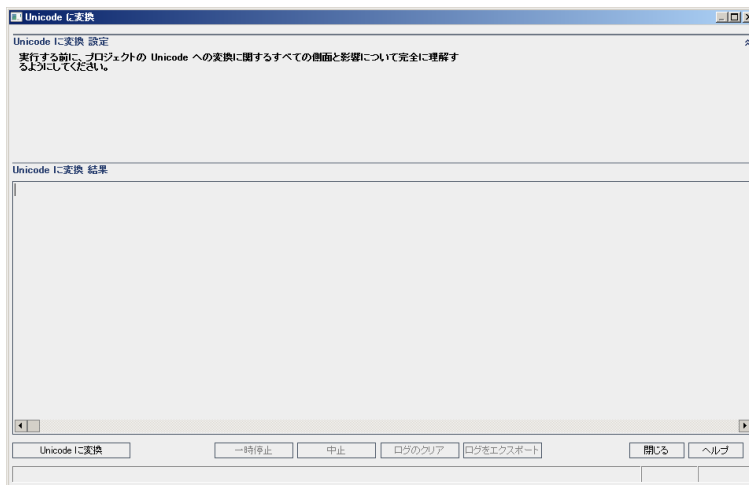 Unicode に変換
Unicode に変換 設定
実行する前に、プロジェクトの Unicode への変換に関するすべての側面と影響について完全に理解す
るようにしてください。
Unicode に変換 結果
Unicode に変換
一時停止
中止
ログのクリア
ログをエクスポート
閉じる
ヘルプ